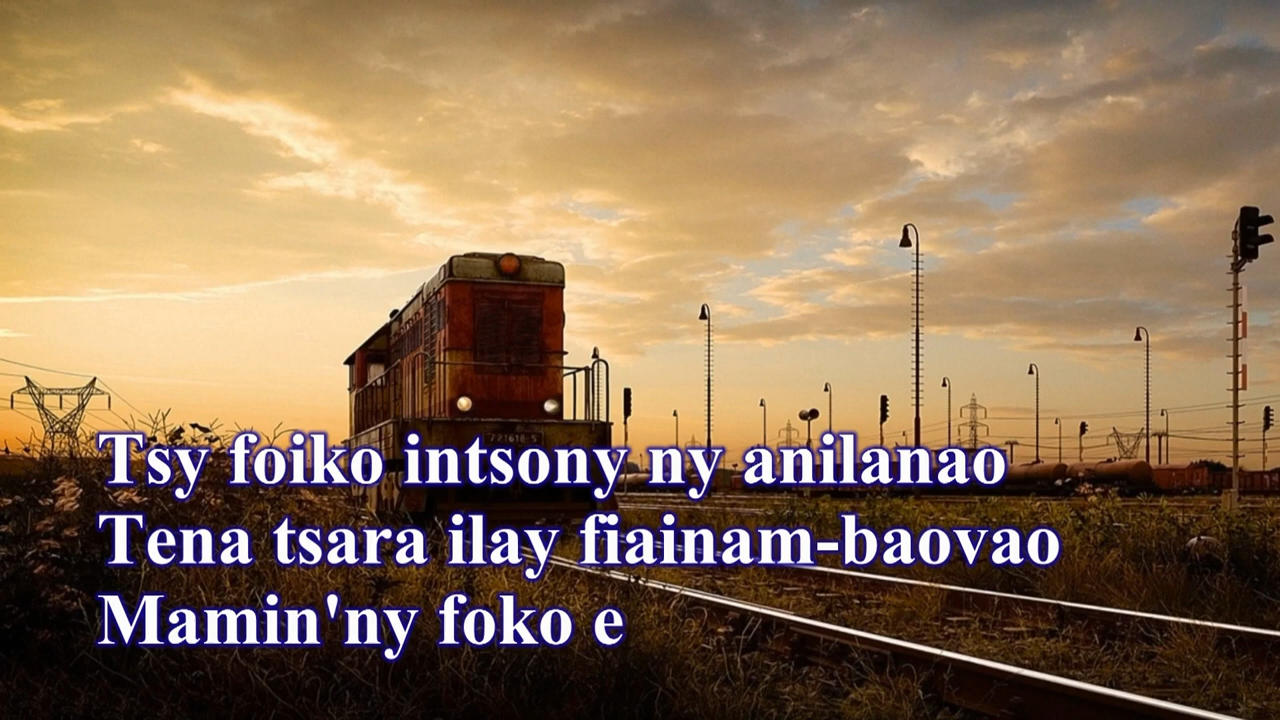 Tsy foiko intsony ny anilanao
Tena tsara ilay fiainam-baovao
Mamin'ny foko e